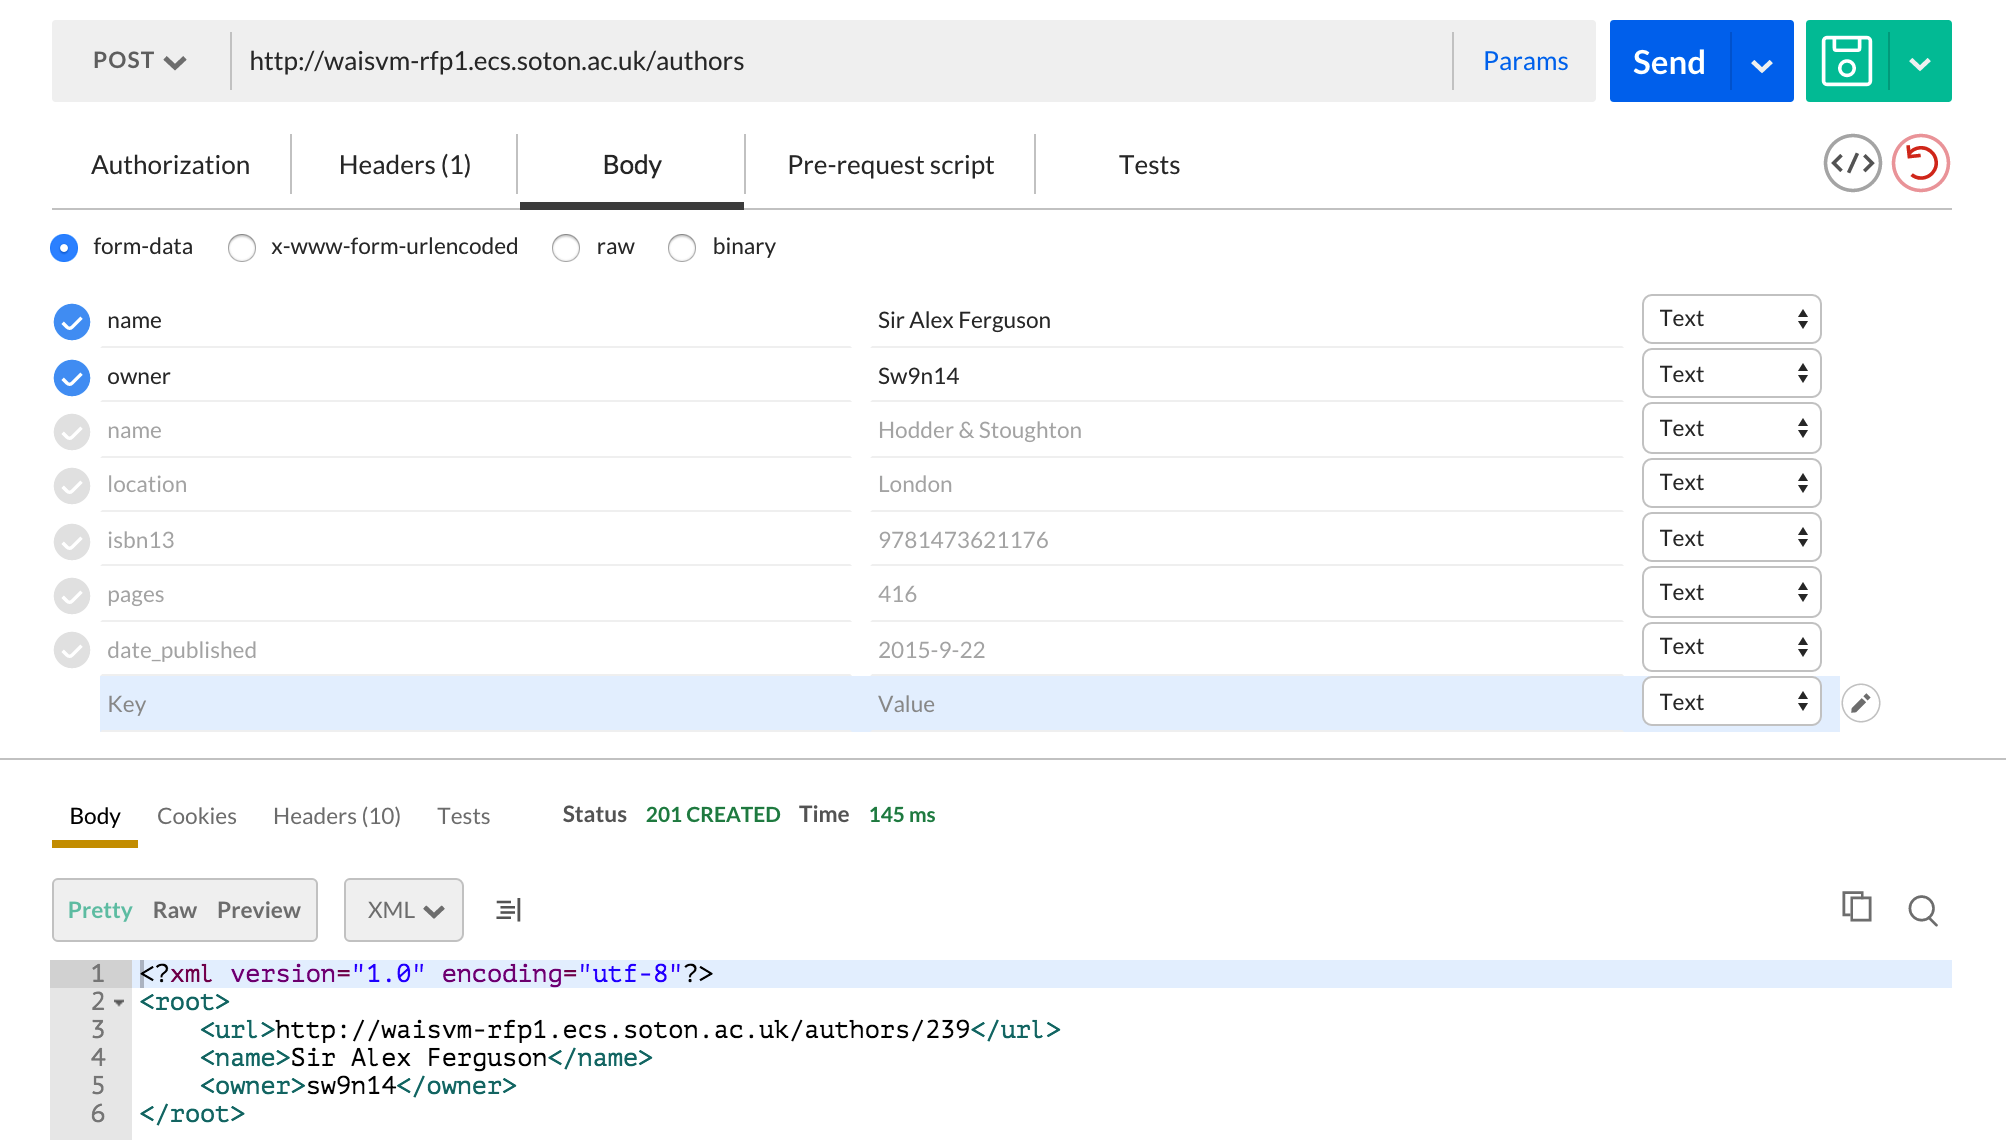 POST http://waisvm-rfp1.ecs.soton.ac.uk/authors Params Send
Authorization Headers (1) Body Pre-request script Tests </>
form-data x-www-form-urlencoded raw binary
name Sir Alex Ferguson Text
owner Sw9n14 Text
name Hodder & Stoughton Text
location London Text
isbn13 9781473621176 Text
pages 416 Text
date_published 2015-9-22 Text
Key Value Text
Body Cookies Headers (10) Tests Status 201 CREATED Time 145 ms
Pretty Raw Preview XML
1 <?xml version="1.0" encoding="utf-8"?>
2 <root>
3 <url>http://waisvm-rfp1.ecs.soton.ac.uk/authors/239</url>
4 <name>Sir Alex Ferguson</name>
5 <owner>sw9n14</owner>
6 </root>